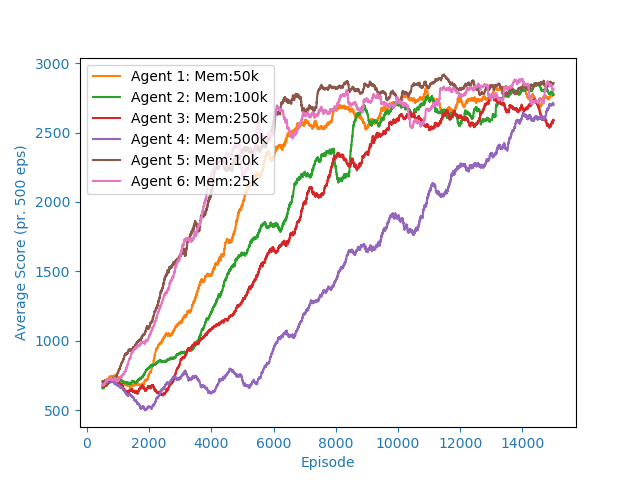 3000
2500
2000
1500
1000
500
Average Score (pr. 500 eps)
Agent 1: Mem:50k
Agent 2: Mem:100k
Agent 3: Mem:250k
Agent 4: Mem:500k
Agent 5: Mem:10k
Agent 6: Mem:25k
0 2000 4000 6000 8000 10000 12000 14000
Episode